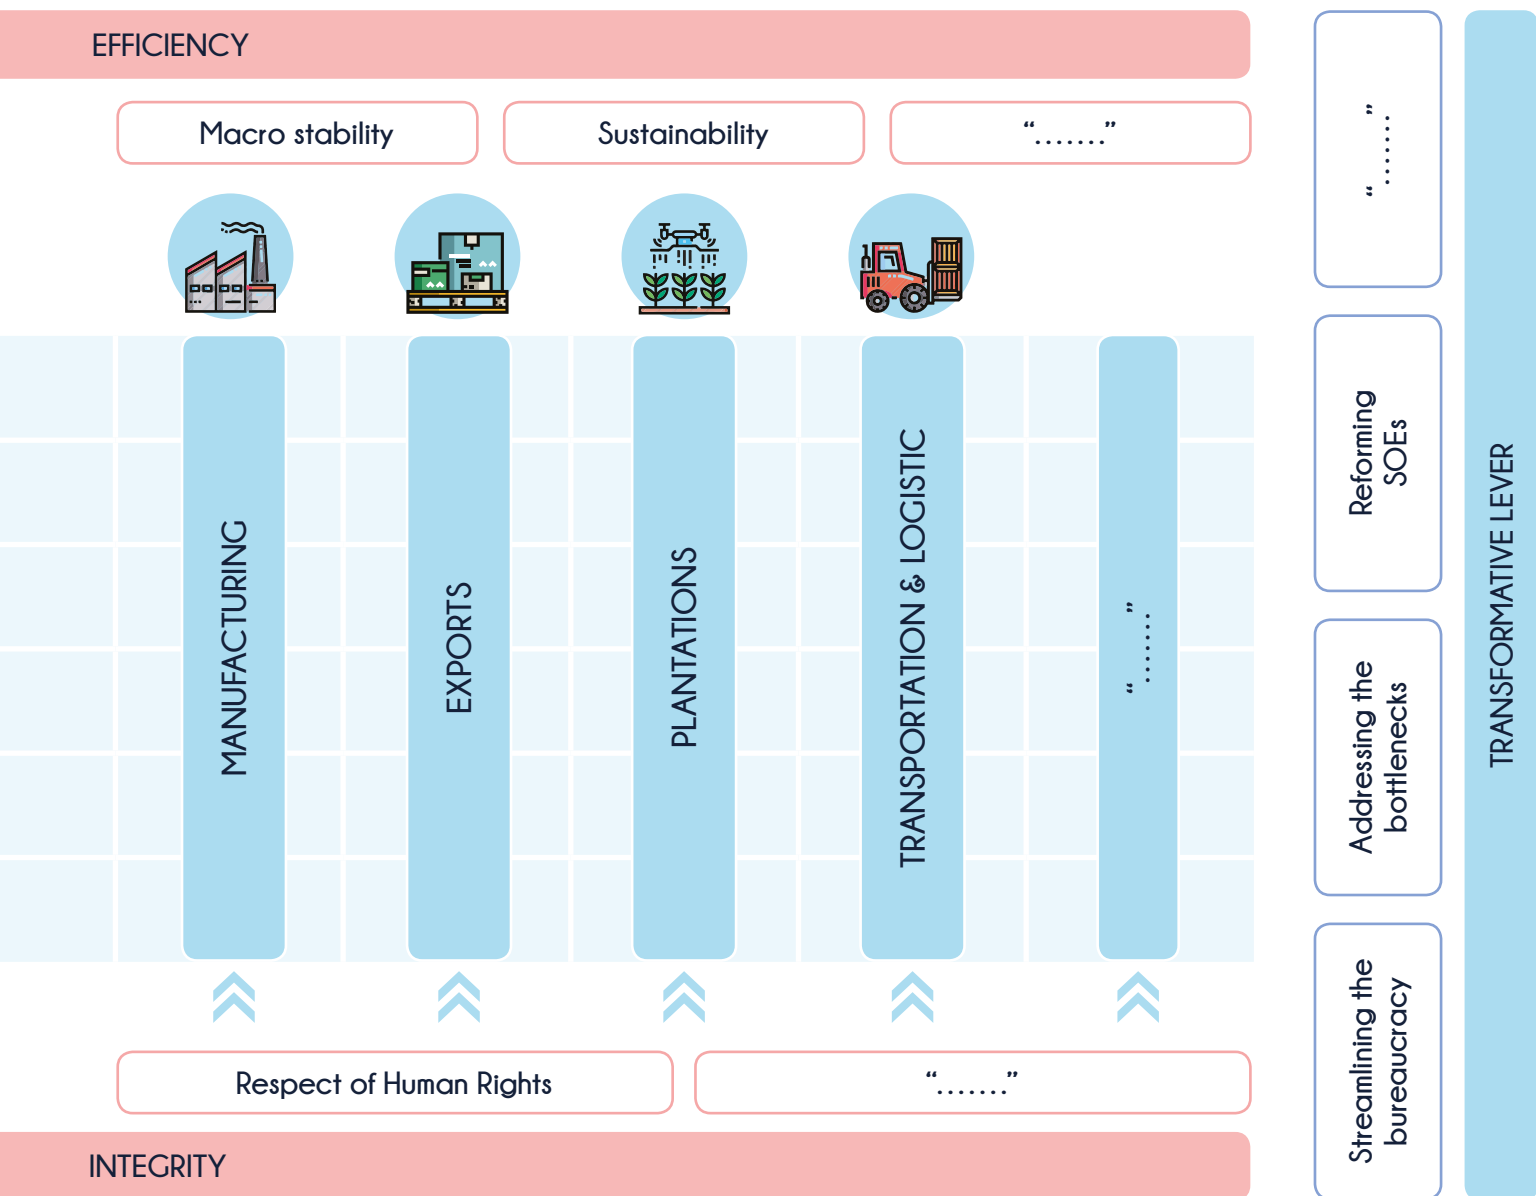 EFFICIENCY
Macro stability
Sustainability
“.......”
MANUFACTURING
EXPORTS
PLANTATIONS
TRANSPORTATION & LOGISTIC
“.......”
Respect of Human Rights
“.......”
INTEGRITY
“........”
Reforming
SOEs
Addressing the
bottlenecks
Streamlining the
bureaucracy
TRANSFORMATIVE LEVER